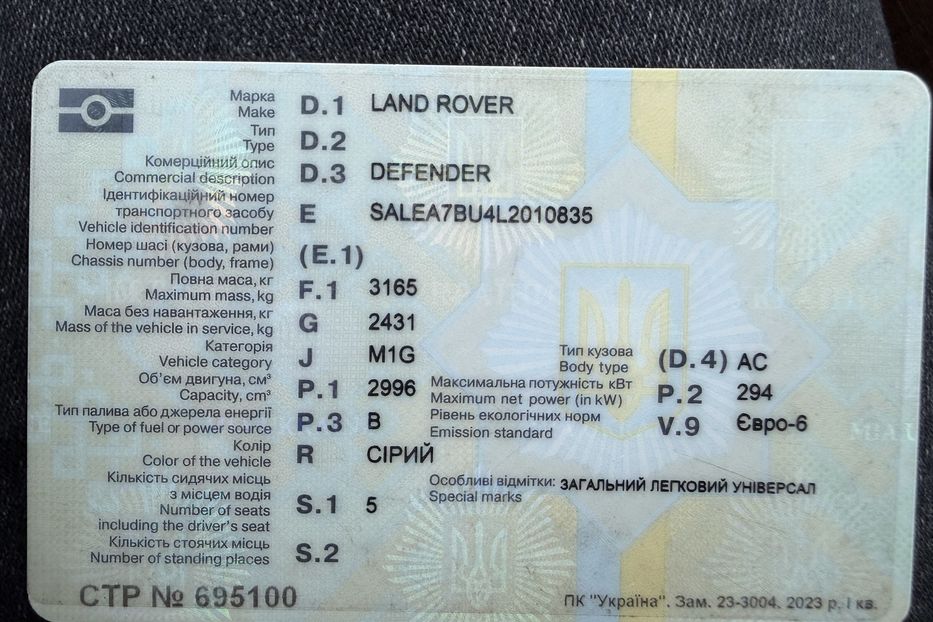 Марка D.1 LAND ROVER
Make
Тип D.2
Type
Комерційний опис D.3 DEFENDER
Commercial description
Ідентифікаційний номер
транспортного засобу E SALEA7BU4L2010835
Vehicle identification number
Номер шасі (кузова, рами) (E.1)
Chassis number (body, frame)
Повна маса, кг F.1 3165
Maximum mass, kg
Маса без навантаження, кг G 2431
Mass of the vehicle in service, kg
Категорія J M1G
Vehicle category
Тип кузова (D.4) AC
Body type
Об'єм двигуна, см³ P.1 2996
Capacity, cm³
Максимальна потужність кВт P.2 294
Maximum net power (in kW)
Тип палива або джерела енергії P.3 B
Type of fuel or power source
Рівень екологічних норм V.9 Євро-6
Emission standard
Колір R СІРИЙ
Color of the vehicle
Кількість сидячих місць
з місцем водія S.1 5
Number of seats
including the driver's seat
Особливі відмітки: ЗАГАЛЬНИЙ ЛЕГКОВИЙ УНІВЕРСАЛ
Special marks
Кількість стоячих місць S.2
Number of standing places
СТР № 695100
ПК "Україна". Зам. 23-3004. 2023 р. І кв.